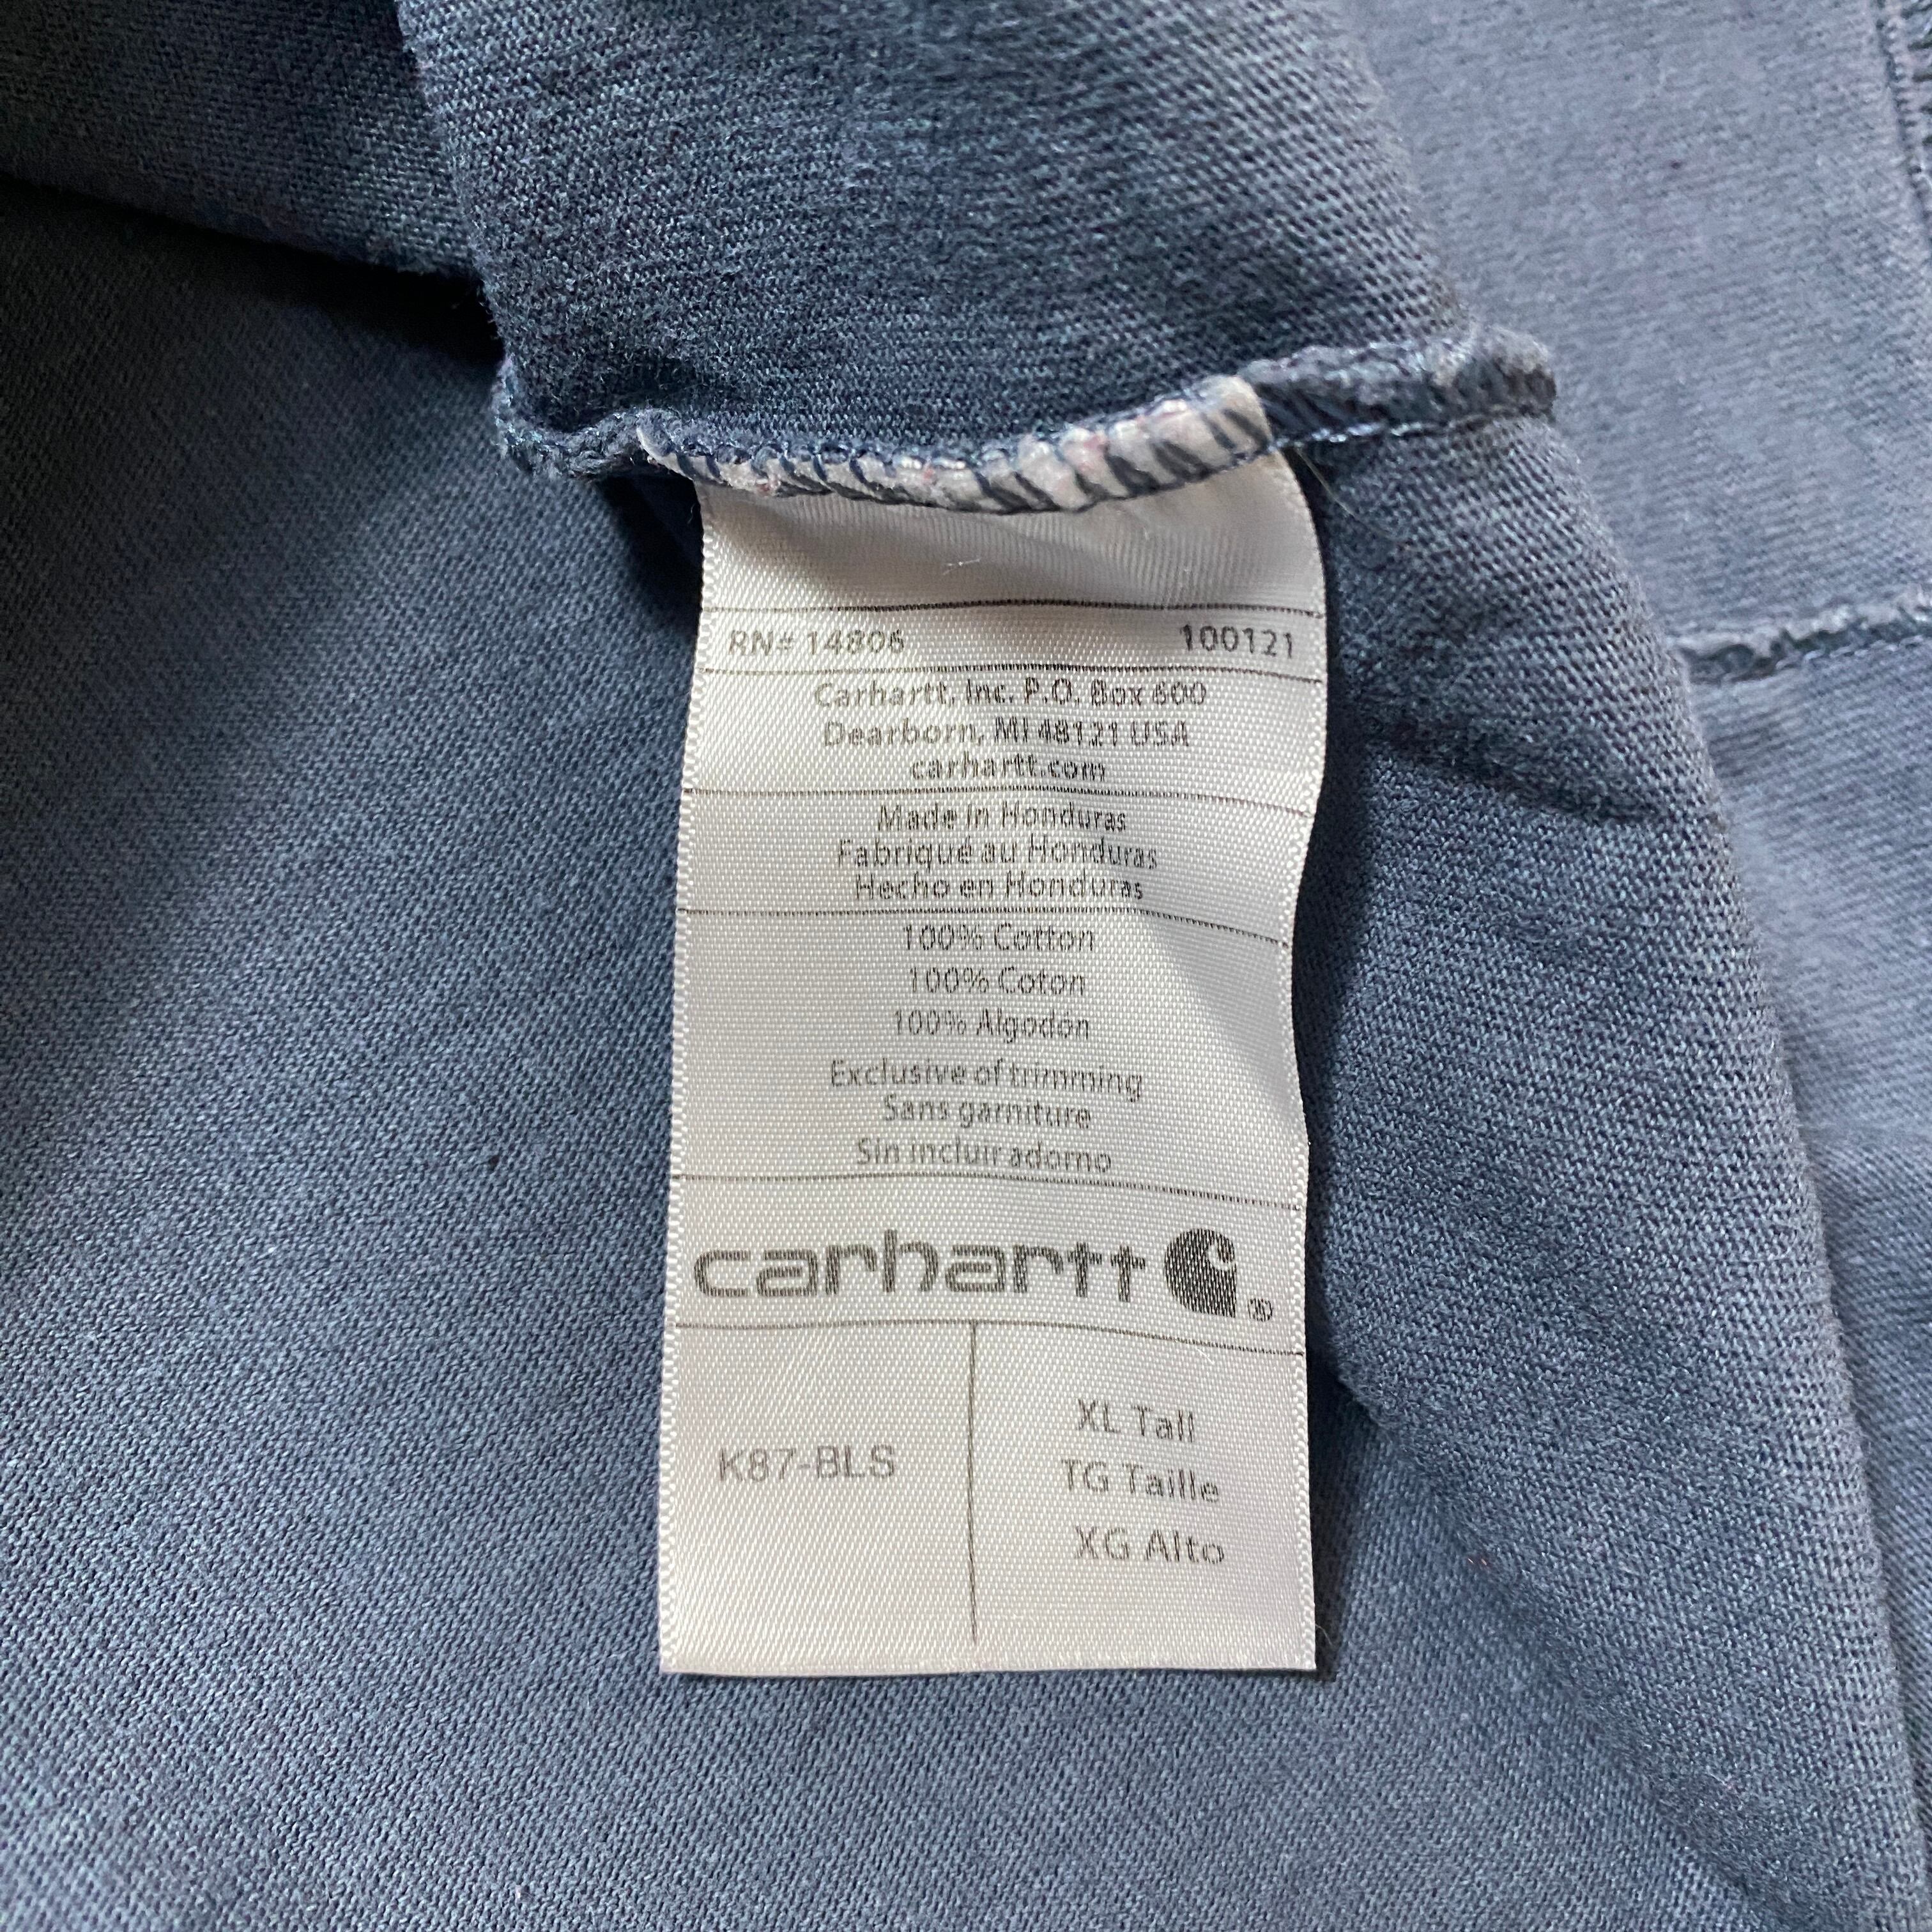 RN# 14806 100121
Carhartt, Inc. P.O. Box 600
Dearborn, MI 48121 USA
carhartt.com
Made in Honduras
Fabriqué au Honduras
Hecho en Honduras
100% Cotton
100% Coton
100% Algodón
Exclusive of trimming
Sans garniture
Sin incluir adorno
carhartt ®
K87-BLS
XL Tall
TG Taille
XG Alto